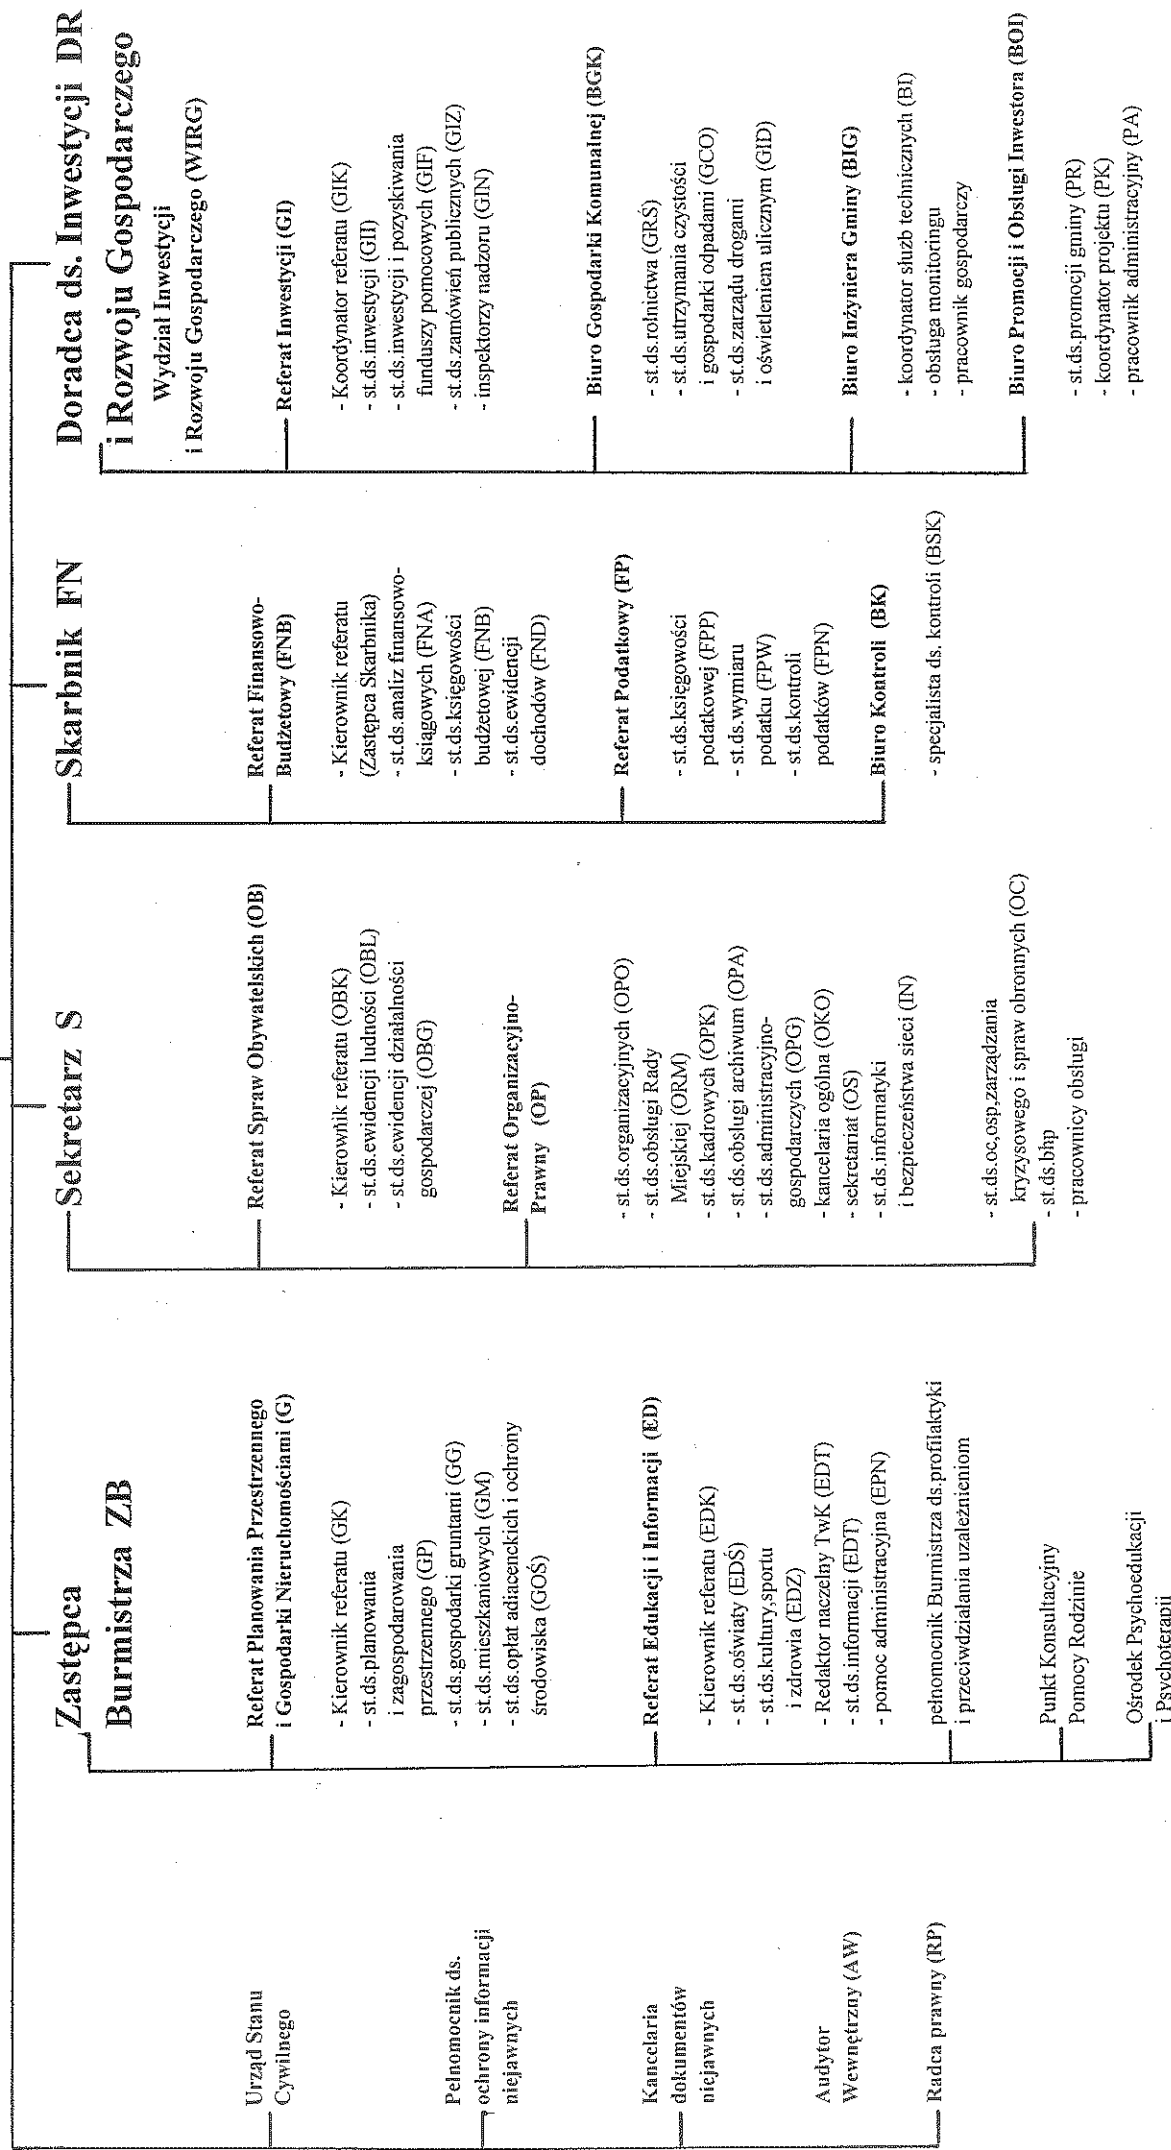 Urząd Stanu
Cywilnego
Pełnomocnik ds.
ochrony informacji
niejawnych
Kancelaria
dokumentów
niejawnych
Audytor
Wewnętrzny (AW)
Radca prawny (RP)
Zastępca
Burmistrza ZB
Referat Planowania Przestrzennego
i Gospodarki Nieruchomościami (G)
- Kierownik referatu (GK)
- st.ds.planowania
i zagospodarowania
przestrzennego (GP)
- st.ds.gospodarki gruntami (GG)
- st.ds.mieszkaniowych (GM)
- st.ds.opłat adiacenckich i ochrony
środowiska (GOŚ)
Referat Edukacji i Informacji (ED)
- Kierownik referatu (EDK)
- st.ds.oświaty (EDŚ)
- st.ds.kultury,sportu
i zdrowia (EDZ)
- Redaktor naczelny TwK (EDT)
- st.ds.informacji (EDT)
- pomoc administracyjna (EPN)
pełnomocnik Burmistrza ds.profilaktyki
i przeciwdziałania uzależnieniom
Punkt Konsultacyjny
Pomocy Rodzinie
Ośrodek Psychoedukacji
i Psychoterapii
Sekretarz S
Referat Spraw Obywatelskich (OB)
- Kierownik referatu (OBK)
- st.ds.ewidencji ludności (OBL)
- st.ds.ewidencji działalności
gospodarczej (OBG)
Referat Organizacyjno-
Prawny (OP)
- st.ds.organizacyjnych (OPO)
- st.ds.obsługi Rady
Miejskiej (ORM)
- st.ds.kadrowych (OPK)
- st.ds.obsługi archiwum (OPA)
- st.ds.administracyjno-
gospodarczych (OPG)
- kancelaria ogólna (OKO)
- sekretariat (OS)
- st.ds.informatyki
i bezpieczeństwa sieci (IN)
- st.ds.oc,osp,zarządzania
kryzysowego i spraw obronnych (OC)
- st.ds.bhp
- pracownicy obsługi
Skarbnik FN
Referat Finansowo-
Budżetowy (FNB)
- Kierownik referatu
(Zastępca Skarbnika)
- st.ds.analiz finansowo-
ksiągowych (FNA)
- st.ds.księgowości
budżetowej (FNB)
- st.ds.ewidencji
dochodów (FND)
Referat Podatkowy (FP)
- st.ds.księgowości
podatkowej (FPP)
- st.ds.wymiaru
podatku (FPW)
- st.ds.kontroli
podatków (FPN)
Biuro Kontroli (BK)
- specjalista ds. kontroli (BSK)
Doradca ds. Inwestycji DR
i Rozwoju Gospodarczego
Wydział Inwestycji
i Rozwoju Gospodarczego (WIRG)
Referat Inwestycji (GI)
- Koordynator referatu (GIK)
- st.ds.inwestycji (GII)
- st.ds.inwestycji i pozyskiwania
funduszy pomocowych (GIF)
- st.ds.zamówień publicznych (GIZ)
- inspektorzy nadzoru (GIN)
Biuro Gospodarki Komunalnej (BGK)
- st.ds.rolnictwa (GRŚ)
- st.ds.utrzymania czystości
i gospodarki odpadami (GCO)
- st.ds.zarządu drogami
i oświetleniem ulicznym (GID)
Biuro Inżyniera Gminy (BIG)
- koordynator służb technicznych (BI)
- obsługa monitoringu
- pracownik gospodarczy
Biuro Promocji i Obsługi Inwestora (BOI)
- st.ds.promocji gminy (PR)
- koordynator projektu (PK)
- pracownik administracyjny (PA)